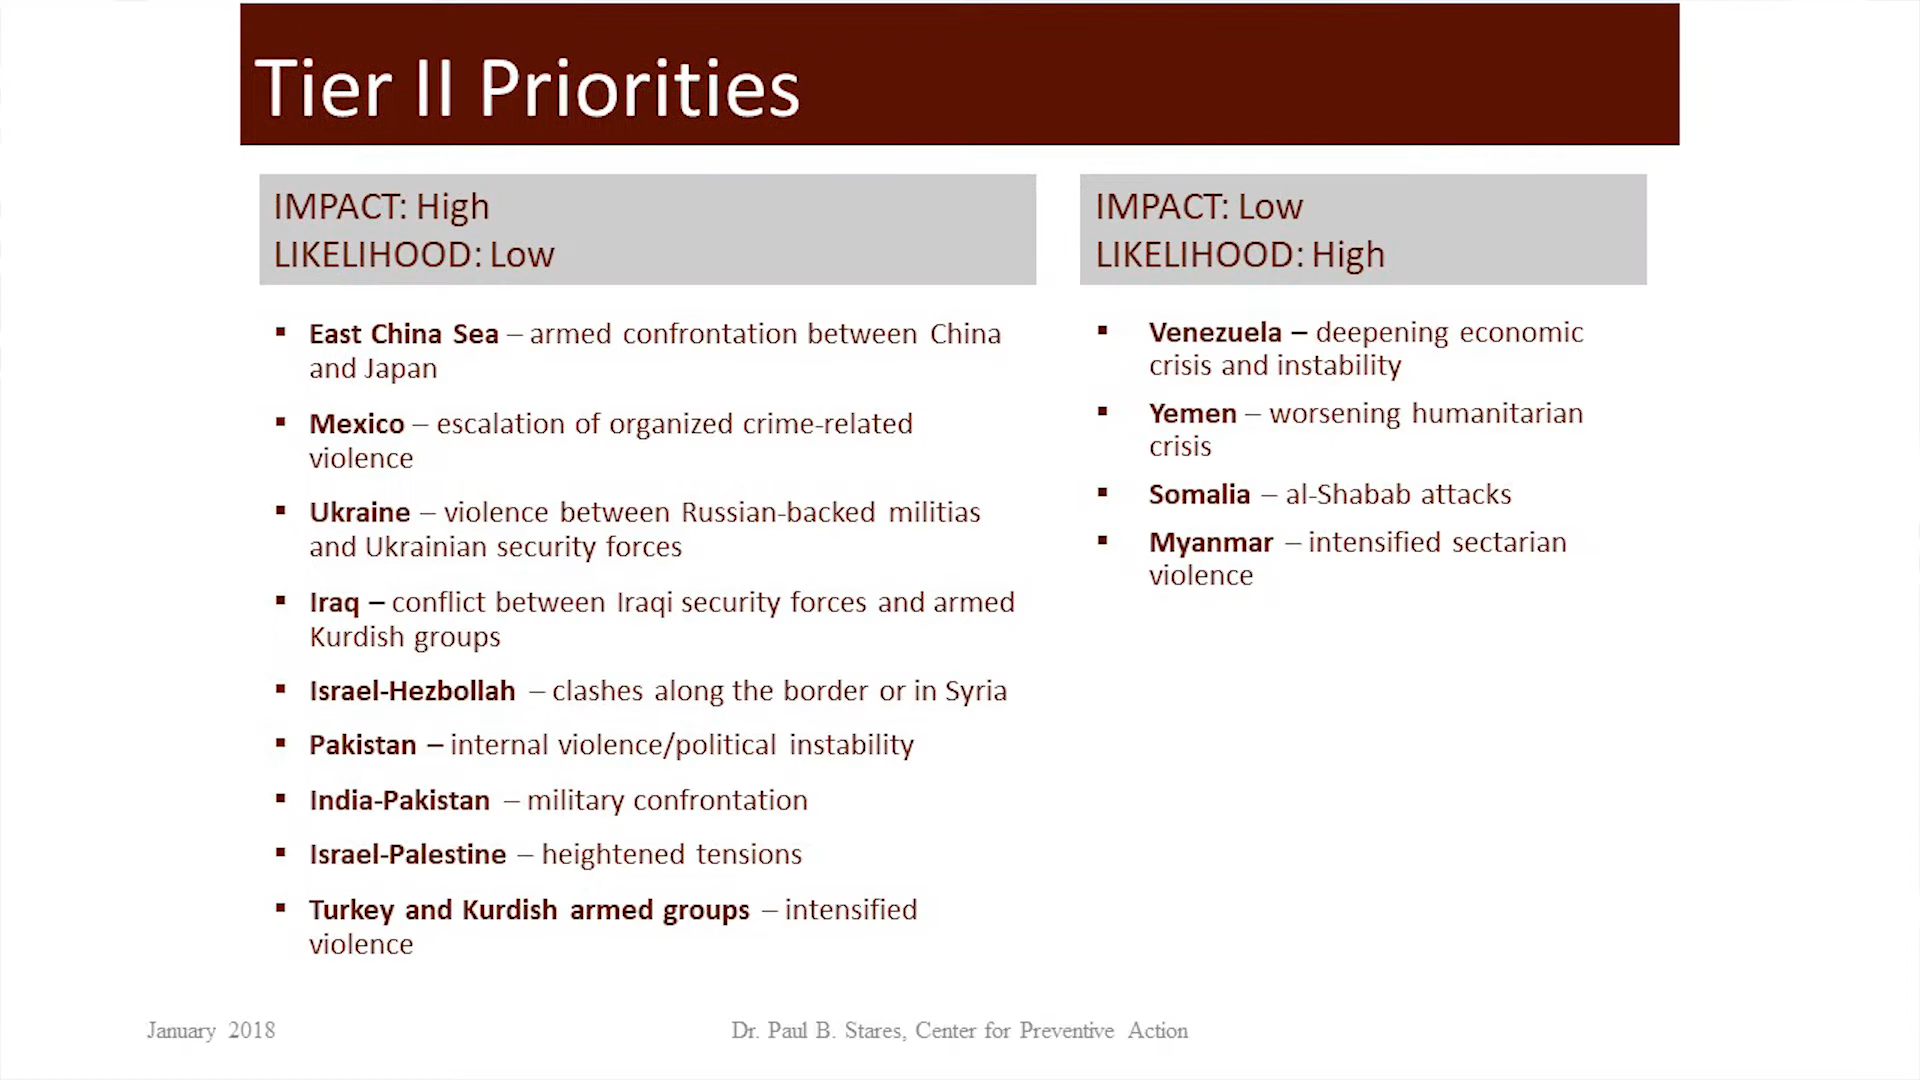 Tier II Priorities
IMPACT: High
LIKELIHOOD: Low
▪ East China Sea – armed confrontation between China
and Japan
▪ Mexico – escalation of organized crime-related
violence
▪ Ukraine – violence between Russian-backed militias
and Ukrainian security forces
▪ Iraq – conflict between Iraqi security forces and armed
Kurdish groups
▪ Israel-Hezbollah – clashes along the border or in Syria
▪ Pakistan – internal violence/political instability
▪ India-Pakistan – military confrontation
▪ Israel-Palestine – heightened tensions
▪ Turkey and Kurdish armed groups – intensified
violence
IMPACT: Low
LIKELIHOOD: High
▪ Venezuela – deepening economic
crisis and instability
▪ Yemen – worsening humanitarian
crisis
▪ Somalia – al-Shabab attacks
▪ Myanmar – intensified sectarian
violence
January 2018
Dr. Paul B. Stares, Center for Preventive Action